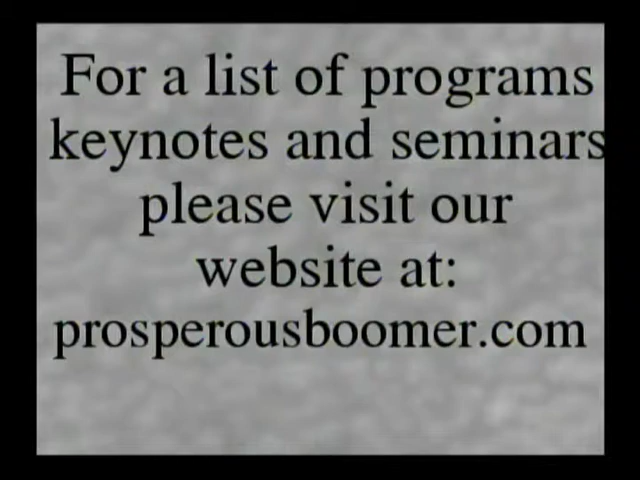 For a list of programs
keynotes and seminars
please visit our
website at:
prosperousboomer.com